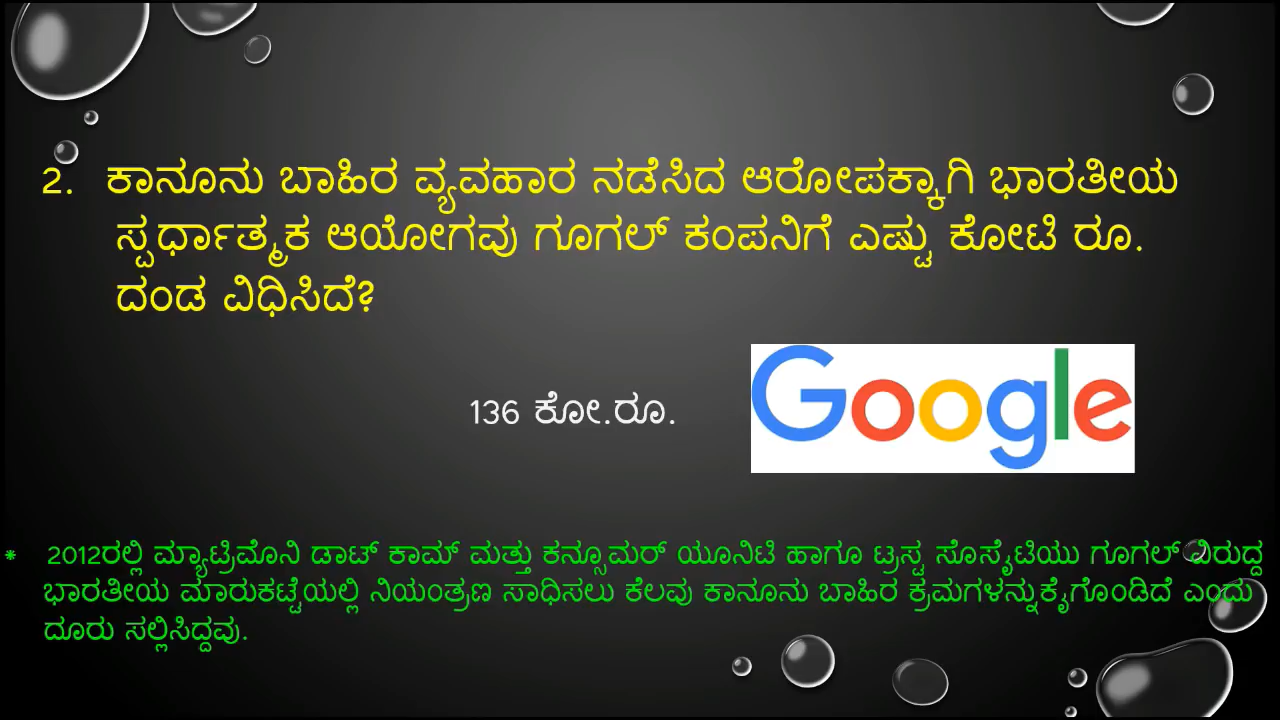 2. ಕಾನೂನು ಬಾಹಿರ ವ್ಯವಹಾರ ನಡೆಸಿದ ಆರೋಪಕ್ಕಾಗಿ ಭಾರತೀಯ
ಸ್ಪರ್ಧಾತ್ಮಕ ಆಯೋಗವು ಗೂಗಲ್ ಕಂಪನಿಗೆ ಎಷ್ಟು ಕೋಟಿ ರೂ.
ದಂಡ ವಿಧಿಸಿದೆ?
136 ಕೋ.ರೂ.
Google
* 2012ರಲ್ಲಿ ಮ್ಯಾಟ್ರಿಮೊನಿ ಡಾಟ್ ಕಾಮ್ ಮತ್ತು ಕನ್ಸೂಮರ್ ಯೂನಿಟಿ ಹಾಗೂ ಟ್ರಸ್ಟ ಸೊಸೈಟಿಯು ಗೂಗಲ್ ವಿರುದ್ದ
ಭಾರತೀಯ ಮಾರುಕಟ್ಟೆಯಲ್ಲಿ ನಿಯಂತ್ರಣ ಸಾಧಿಸಲು ಕೆಲವು ಕಾನೂನು ಬಾಹಿರ ಕ್ರಮಗಳನ್ನುಕೈಗೊಂಡಿದೆ ಎಂದು
ದೂರು ಸಲ್ಲಿಸಿದ್ದವು.